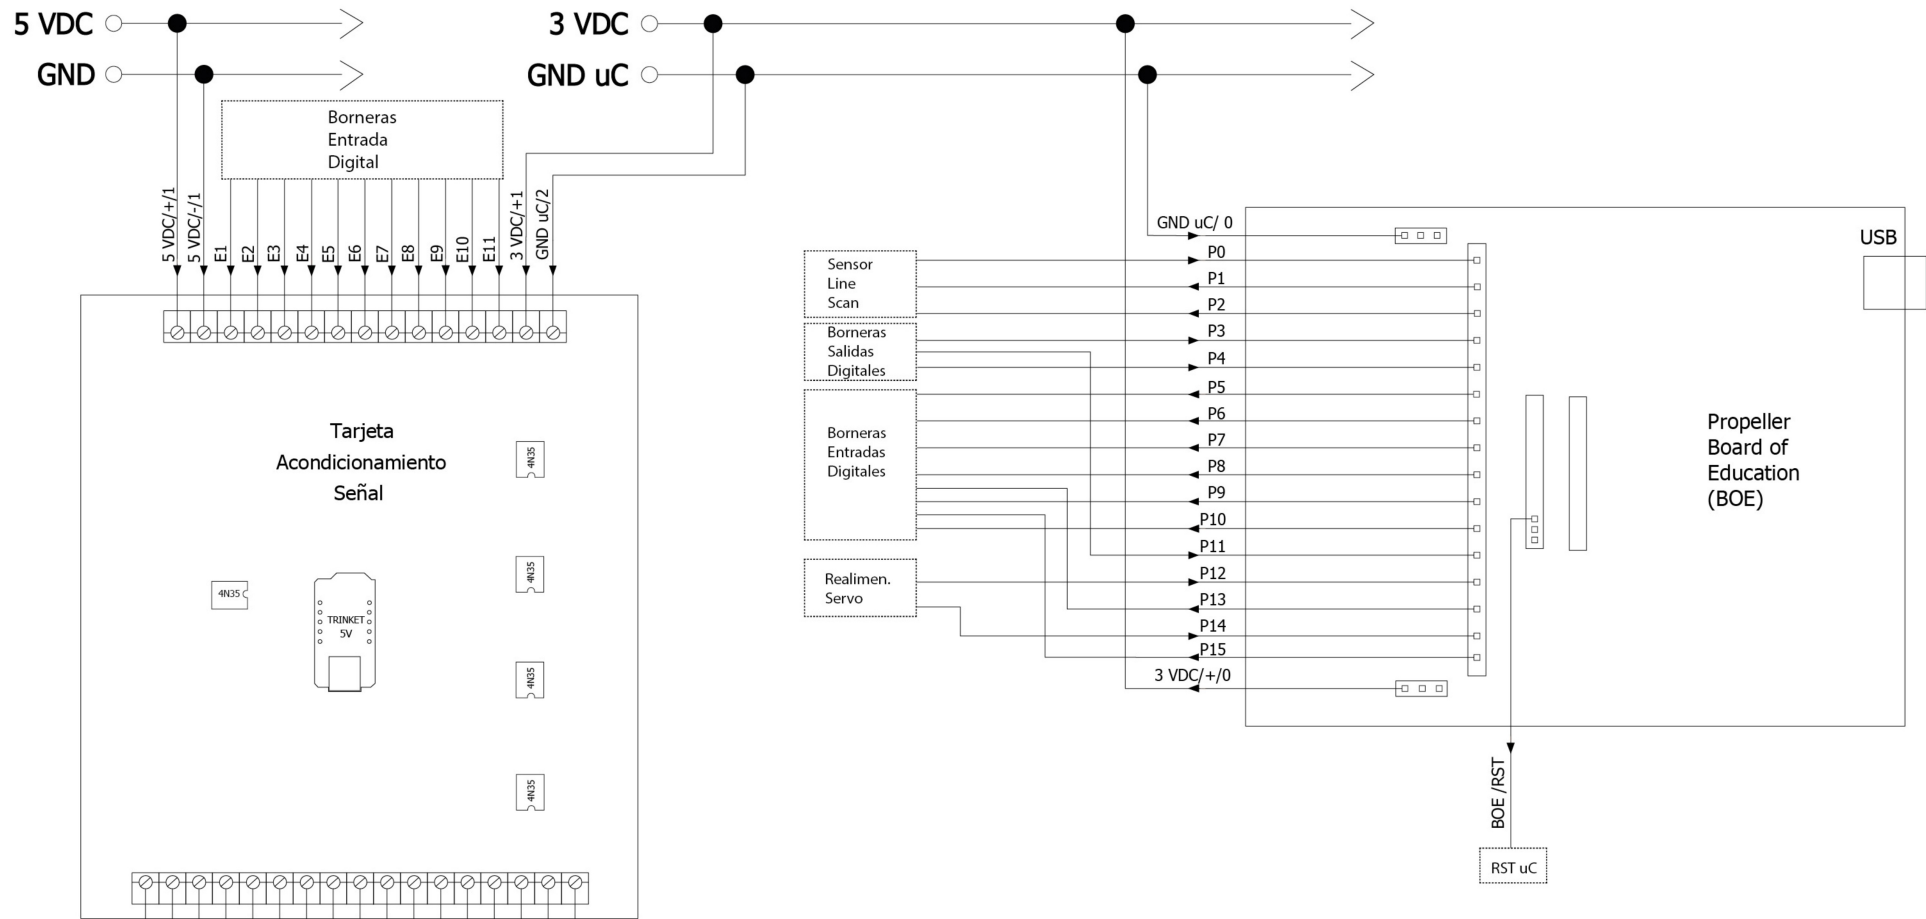 5 VDC
GND
3 VDC
GND uC
Borneras
Entrada
Digital
5 VDC/+/1
5 VDC/-/1
E1
E2
E3
E4
E5
E6
E7
E8
E9
E10
E11
3 VDC/+1
GND uC/2
Tarjeta
Acondicionamiento
Señal
4N35
4N35
4N35
TRINKET
5V
4N35
4N35
Sensor
Line
Scan
Borneras
Salidas
Digitales
Borneras
Entradas
Digitales
Realimen.
Servo
GND uC/ 0
P0
P1
P2
P3
P4
P5
P6
P7
P8
P9
P10
P11
P12
P13
P14
P15
3 VDC/+/0
USB
Propeller
Board of
Education
(BOE)
BOE /RST
RST uC